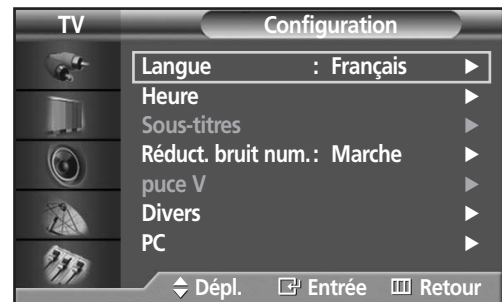 TV Configuration
Langue : Français
Heure
Sous-titres
Réduct. bruit num. : Marche
puce V
Divers
PC
Dépl. Entrée Retour